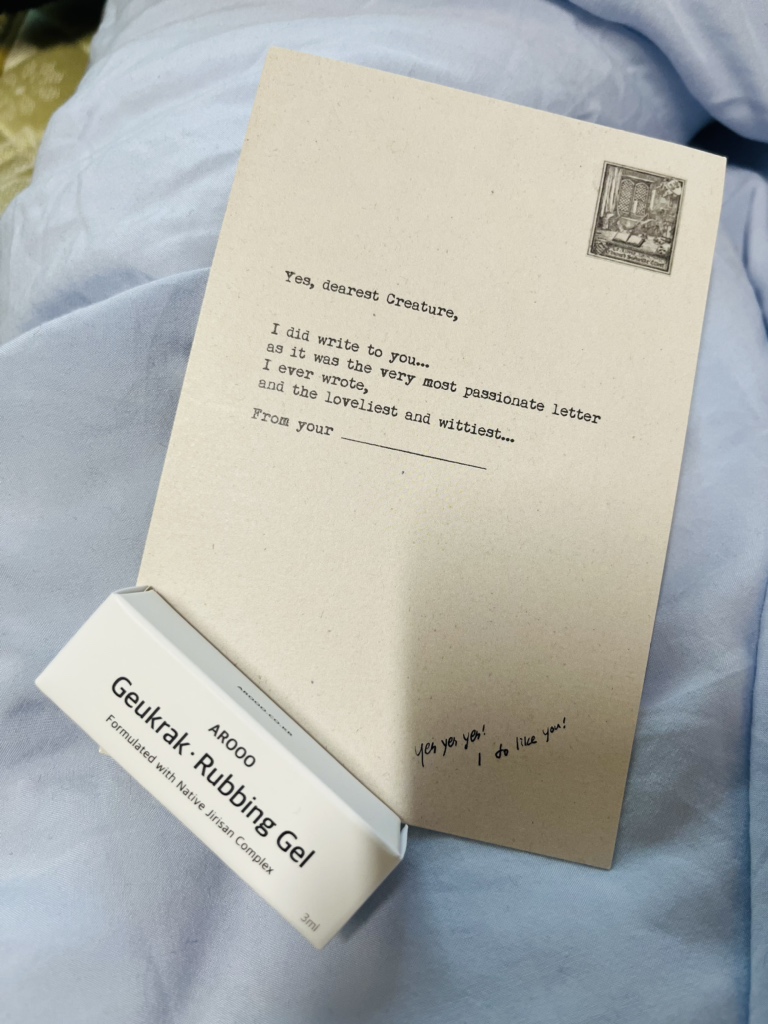 Yes, dearest Creature,
I did write to you...
as it was the very most passionate letter
I ever wrote,
and the loveliest and wittiest...
From your
yes yes yes!
I do like you!
AROOO
Geukrak·Rubbing Gel
Formulated with Native Jirisan Complex
3ml